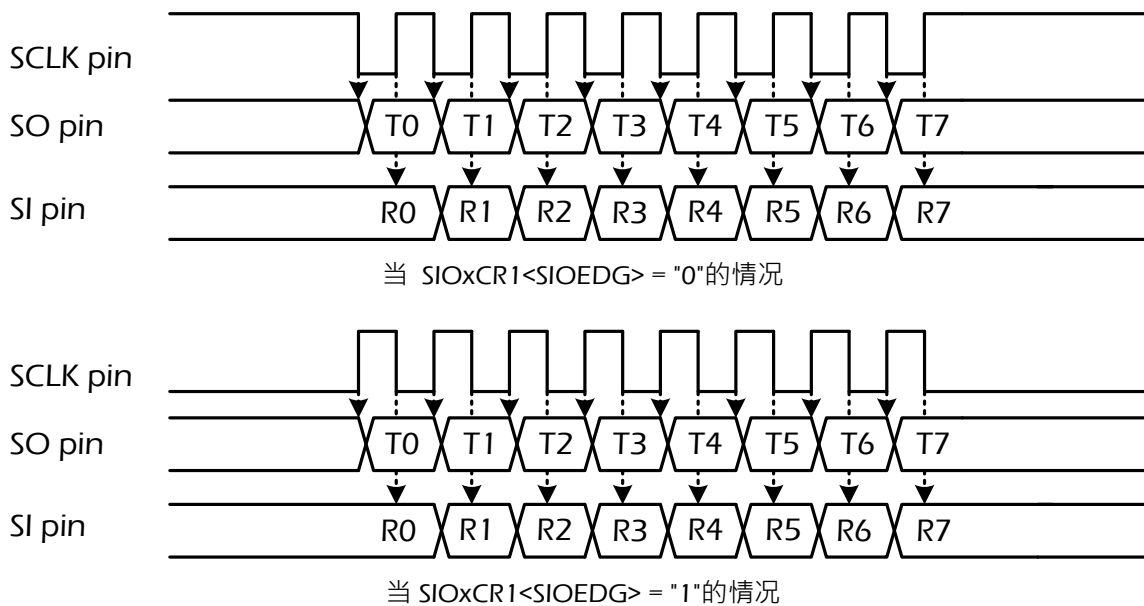 SCLK pin
SO pin T0 T1 T2 T3 T4 T5 T6 T7
SI pin R0 R1 R2 R3 R4 R5 R6 R7
当 SIOxCR1<SIOEDG> = "0"的情况
SCLK pin
SO pin T0 T1 T2 T3 T4 T5 T6 T7
SI pin R0 R1 R2 R3 R4 R5 R6 R7
当 SIOxCR1<SIOEDG> = "1"的情况